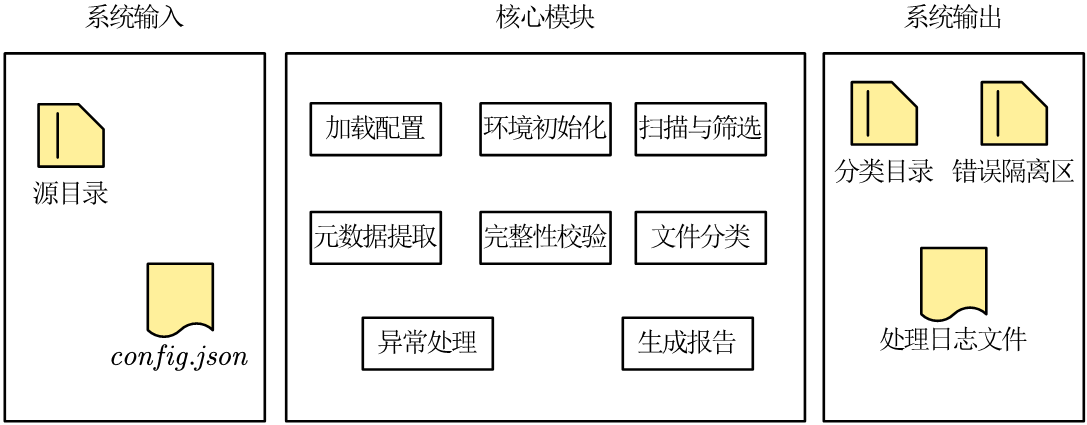 系统输入
核心模块
系统输出
源目录
config.json
加载配置
环境初始化
扫描与筛选
元数据提取
完整性校验
文件分类
异常处理
生成报告
分类目录
错误隔离区
处理日志文件